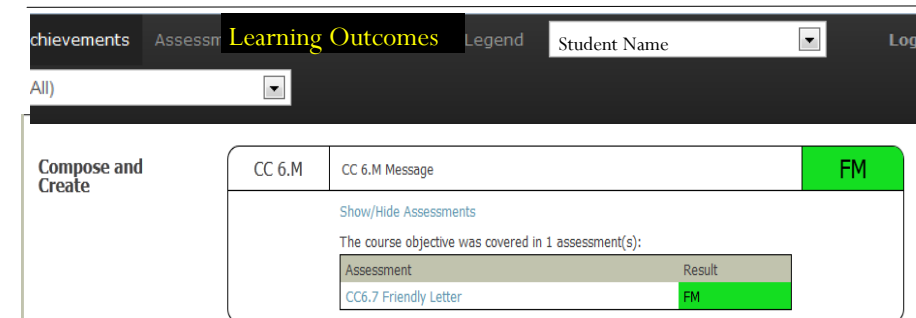 chievements Assessm Learning Outcomes Legend Student Name Log
All)
Compose and
Create
CC 6.M CC 6.M Message FM
Show/Hide Assessments
The course objective was covered in 1 assessment(s):
Assessment Result
CC6.7 Friendly Letter FM